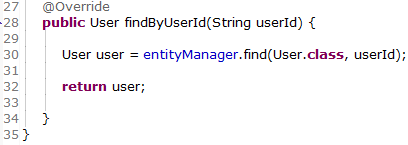 27 @Override
28 public User findByUserId(String userId) {
29
30 User user = entityManager.find(User.class, userId);
31
32 return user;
33
34 }
35 }